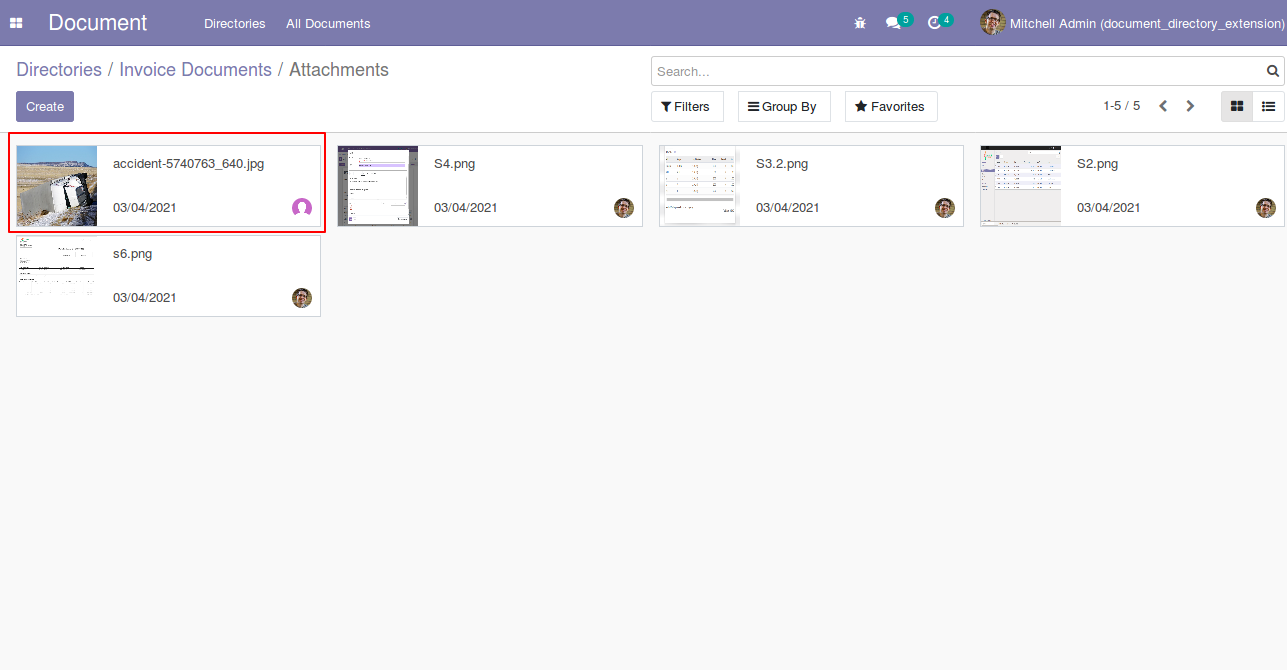 Document Directories All Documents 5 4 Mitchell Admin (document_directory_extension)
Directories / Invoice Documents / Attachments
Search...
Create
Filters Group By Favorites 1-5 / 5
accident-5740763_640.jpg
03/04/2021
S4.png
03/04/2021
S3.2.png
03/04/2021
S2.png
03/04/2021
s6.png
03/04/2021